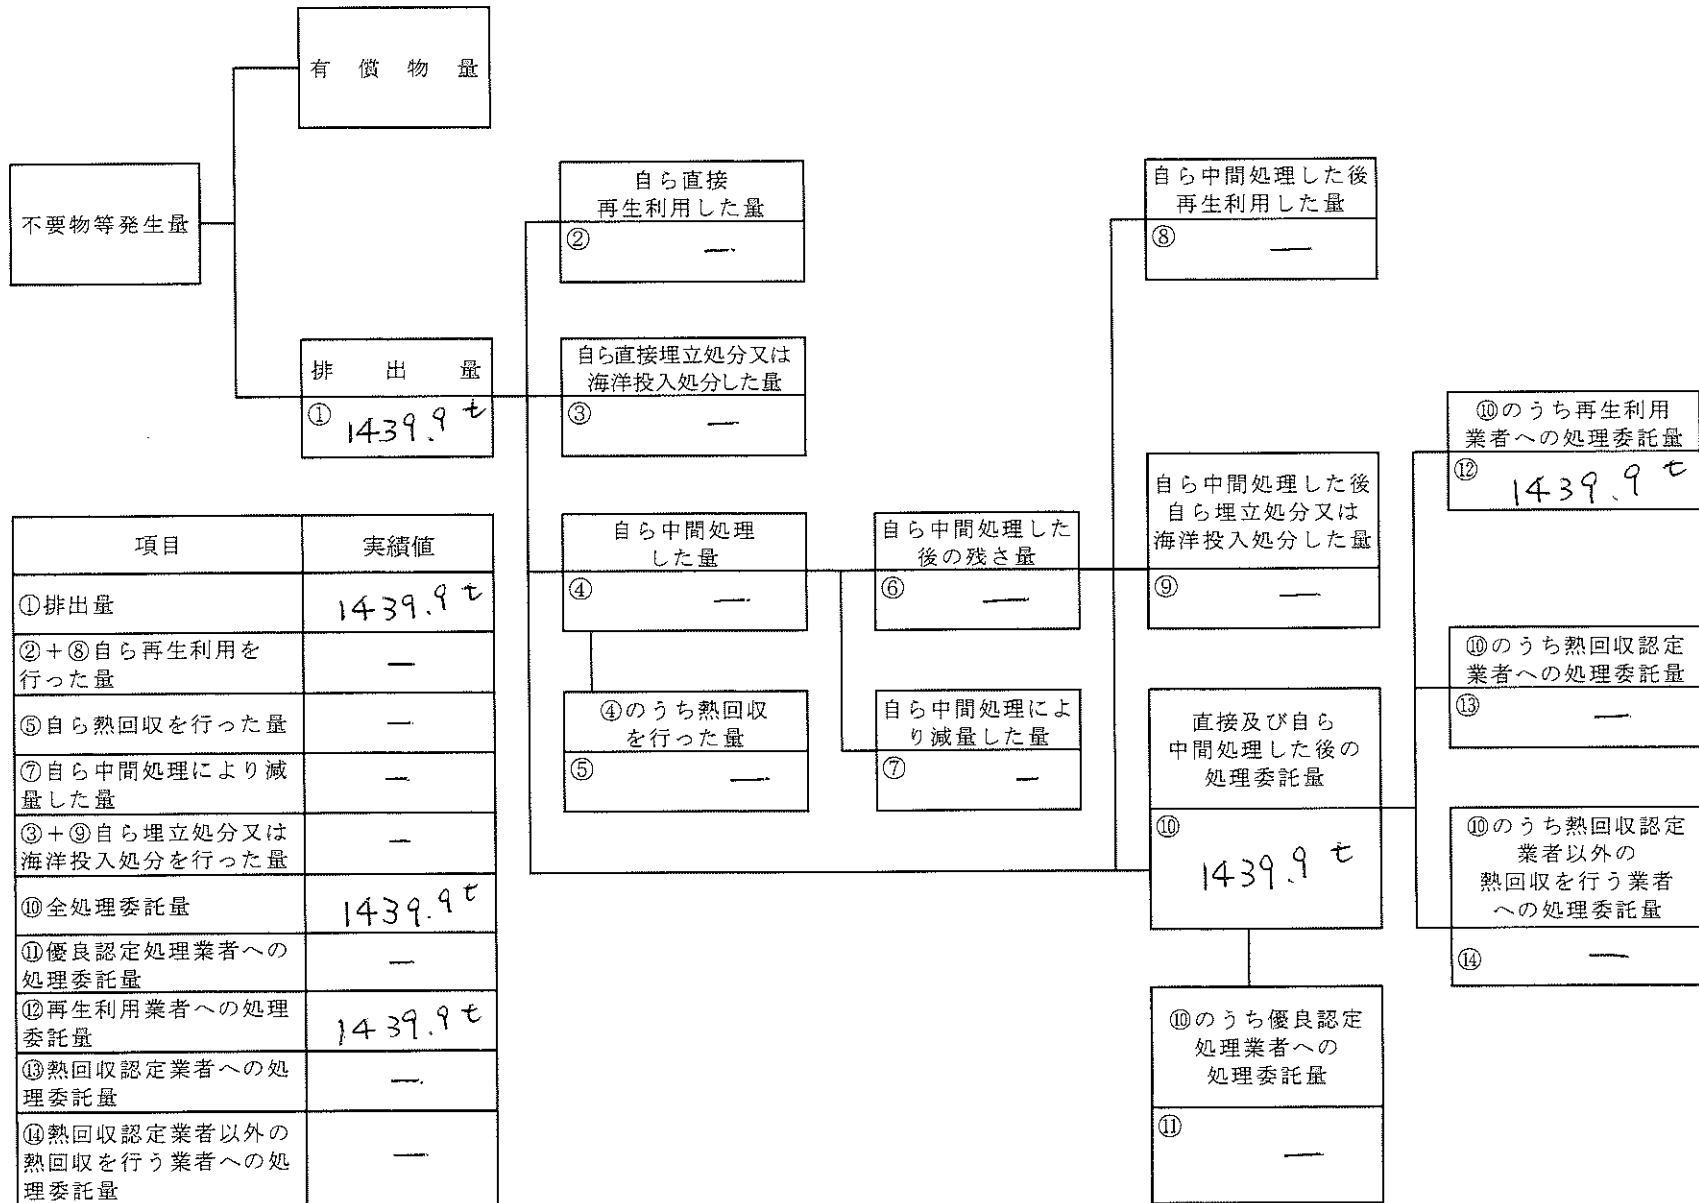 有償物量
不要物等発生量
排出量
① 1439.9 t
自ら直接
再生利用した量
② ―
自ら直接埋立処分又は
海洋投入処分した量
③ ―
自ら中間処理
した量
④ ―
④のうち熱回収
を行った量
⑤ ―
自ら中間処理した
後の残さ量
⑥ ―
自ら中間処理によ
り減量した量
⑦ ―
自ら中間処理した後
再生利用した量
⑧ ―
自ら中間処理した後
自ら埋立処分又は
海洋投入処分した量
⑨ ―
直接及び自ら
中間処理した後の
処理委託量
⑩
1439.9 t
⑩のうち優良認定
処理業者への
処理委託量
⑪
―
⑩のうち再生利用
業者への処理委託量
⑫ 1439.9 t
⑩のうち熱回収認定
業者への処理委託量
⑬ ―
⑩のうち熱回収認定
業者以外の
熱回収を行う業者
への処理委託量
⑭ ―
項目 実績値
①排出量 1439.9 t
②+⑧自ら再生利用を
行った量 ―
⑤自ら熱回収を行った量 ―
⑦自ら中間処理により減
量した量 ―
③+⑨自ら埋立処分又は
海洋投入処分を行った量 ―
⑩全処理委託量 1439.9 t
⑪優良認定処理業者への
処理委託量 ―
⑫再生利用業者への処理
委託量 1439.9 t
⑬熱回収認定業者への処
理委託量 ―
⑭熱回収認定業者以外の
熱回収を行う業者への処
理委託量 ―